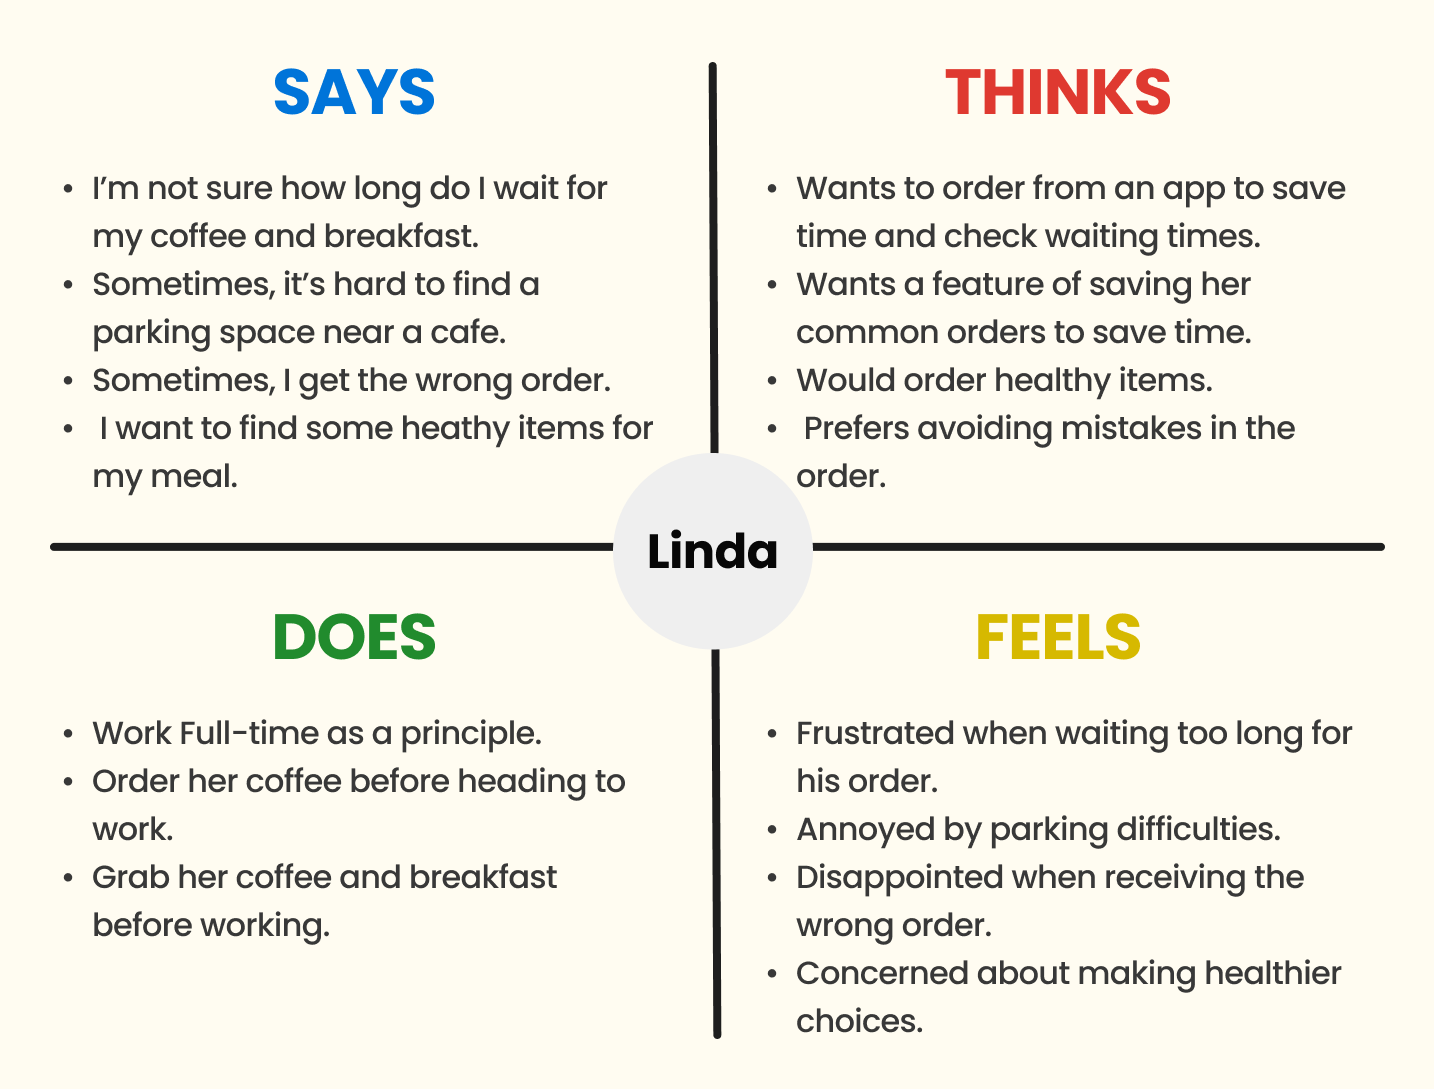 SAYS
• I’m not sure how long do I wait for
my coffee and breakfast.
• Sometimes, it’s hard to find a
parking space near a cafe.
• Sometimes, I get the wrong order.
• I want to find some heathy items for
my meal.
THINKS
• Wants to order from an app to save
time and check waiting times.
• Wants a feature of saving her
common orders to save time.
• Would order healthy items.
• Prefers avoiding mistakes in the
order.
Linda
DOES
• Work Full-time as a principle.
• Order her coffee before heading to
work.
• Grab her coffee and breakfast
before working.
FEELS
• Frustrated when waiting too long for
his order.
• Annoyed by parking difficulties.
• Disappointed when receiving the
wrong order.
• Concerned about making healthier
choices.